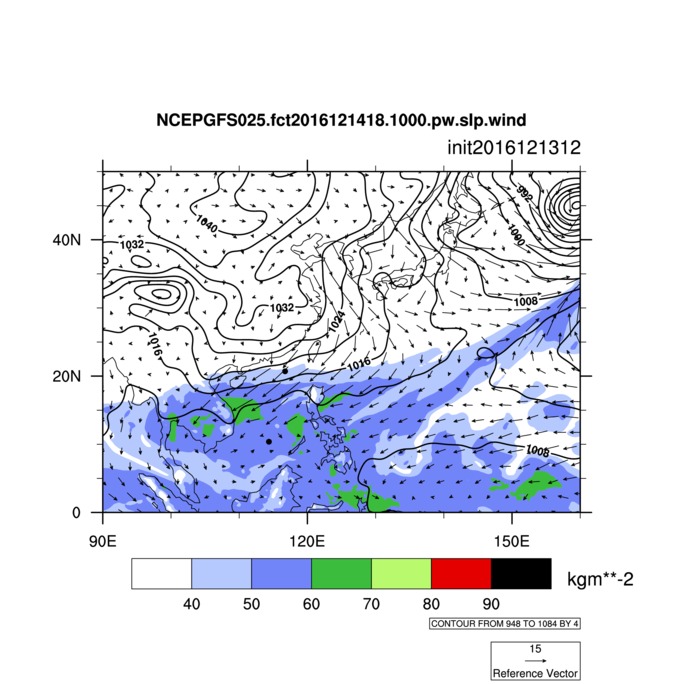 NCEPGFS025.fct2016121418.1000.pw.slp.wind
init2016121312
992
1040
1000
40N
1032
1008
1032
1024
1016
1016
20N
1008
0
90E 120E 150E
kgm**-2
40 50 60 70 80 90
CONTOUR FROM 948 TO 1084 BY 4
15
Reference Vector